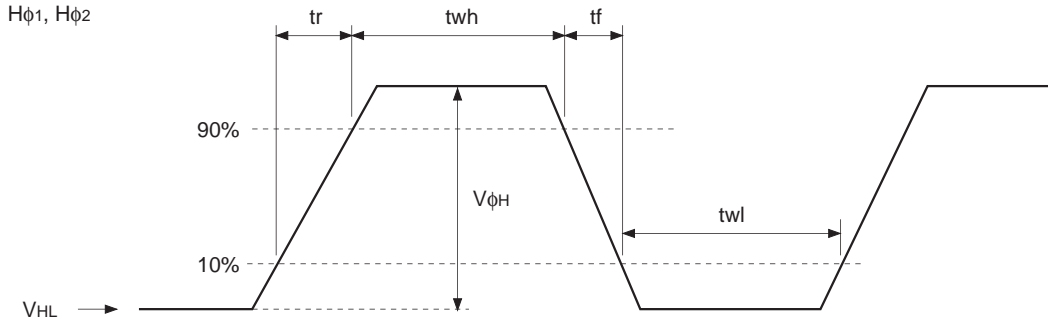 Hϕ1, Hϕ2
tr
twh
tf
90%
VϕH
twl
10%
VHL